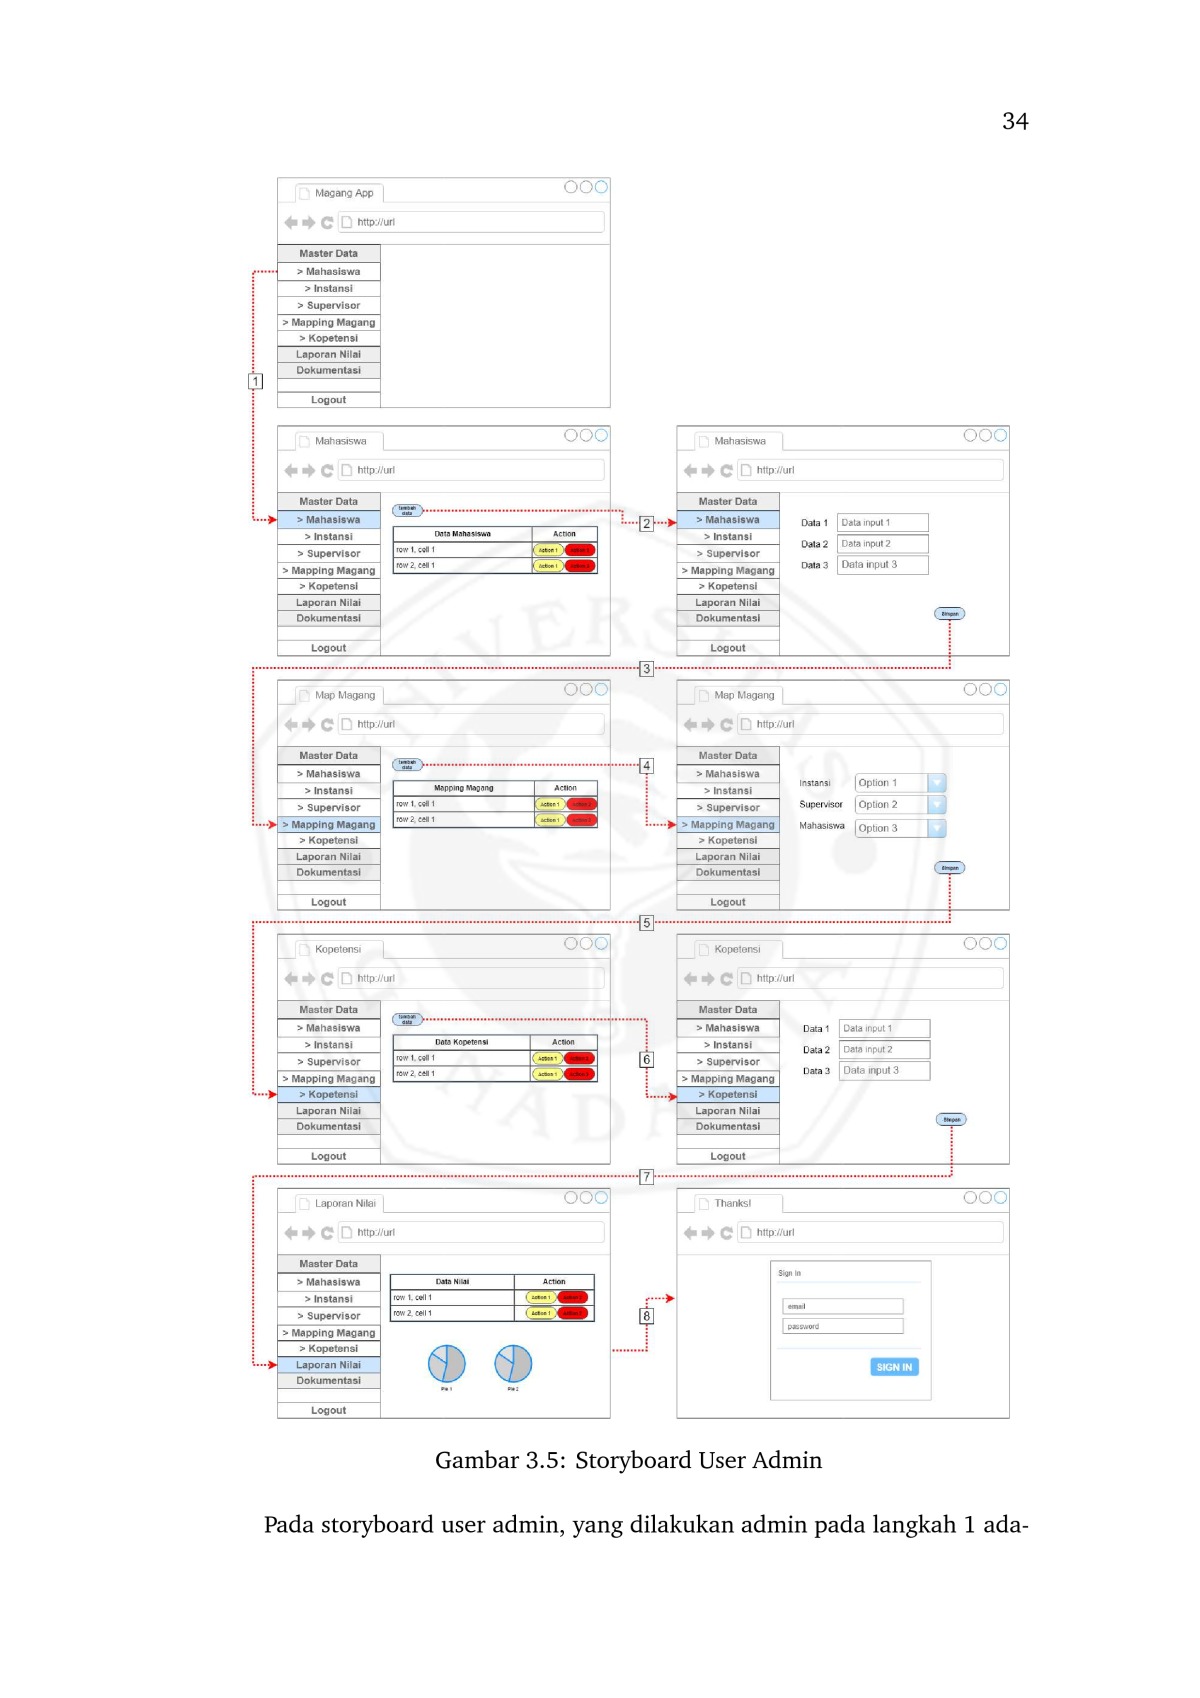 34
Magang App
http://url
Master Data
> Mahasiswa
> Instansi
> Supervisor
> Mapping Magang
> Kopetensi
Laporan Nilai
Dokumentasi
Logout
1
Mahasiswa
http://url
Master Data
> Mahasiswa
> Instansi
> Supervisor
> Mapping Magang
> Kopetensi
Laporan Nilai
Dokumentasi
Logout
tambah
data
Data Mahasiswa Action
row 1, cell 1 Action 1
row 2, cell 1 Action 1
2
Mahasiswa
http://url
Master Data
> Mahasiswa
> Instansi
> Supervisor
> Mapping Magang
> Kopetensi
Laporan Nilai
Dokumentasi
Logout
Data 1 Data input 1
Data 2 Data input 2
Data 3 Data input 3
Simpan
3
Map Magang
http://url
Master Data
> Mahasiswa
> Instansi
> Supervisor
> Mapping Magang
> Kopetensi
Laporan Nilai
Dokumentasi
Logout
tambah
data
Mapping Magang Action
row 1, cell 1 Action 1 Action 2
row 2, cell 1 Action 1 Action 2
4
Map Magang
http://url
Master Data
> Mahasiswa
> Instansi
> Supervisor
> Mapping Magang
> Kopetensi
Laporan Nilai
Dokumentasi
Logout
Instansi Option 1
Supervisor Option 2
Mahasiswa Option 3
Simpan
5
Kopetensi
http://url
Master Data
> Mahasiswa
> Instansi
> Supervisor
> Mapping Magang
> Kopetensi
Laporan Nilai
Dokumentasi
Logout
tambah
data
Data Kopetensi Action
row 1, cell 1 Action 1
row 2, cell 1 Action 1
6
Kopetensi
http://url
Master Data
> Mahasiswa
> Instansi
> Supervisor
> Mapping Magang
> Kopetensi
Laporan Nilai
Dokumentasi
Logout
Data 1 Data input 1
Data 2 Data input 2
Data 3 Data input 3
Simpan
7
Laporan Nilai
http://url
Master Data
> Mahasiswa
> Instansi
> Supervisor
> Mapping Magang
> Kopetensi
Laporan Nilai
Dokumentasi
Logout
Data Nilai Action
row 1, cell 1 Action 1
row 2, cell 1 Action 1
Pie 1 Pie 2
8
Thanks!
http://url
Sign In
email
password
SIGN IN
UNIVERSITAS
GADJAH MADA
Gambar 3.5: Storyboard User Admin
Pada storyboard user admin, yang dilakukan admin pada langkah 1 ada-